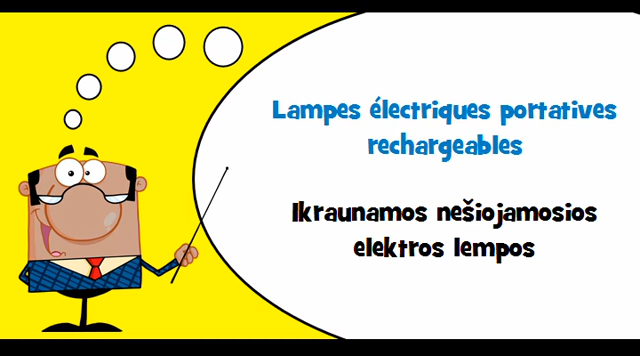 Lampes électriques portatives
rechargeables
Ikraunamos nešiojamosios
elektros lempos